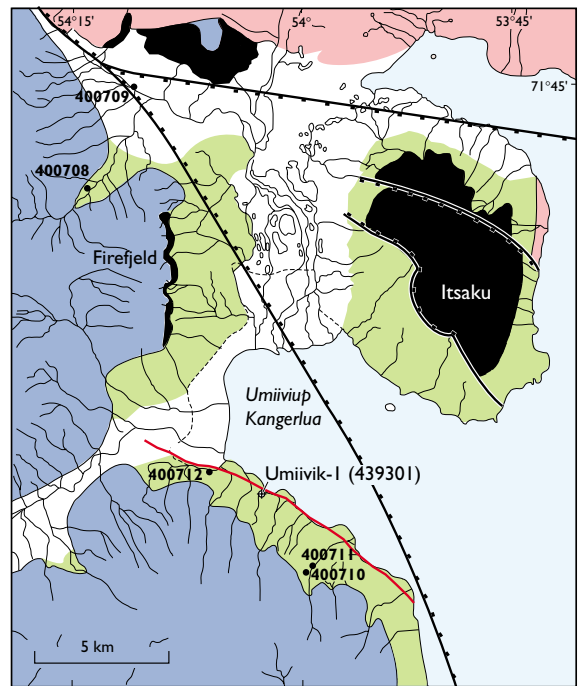 54°15'
54°
53°45'
71°45'
400709
400708
Firefjeld
Itsaku
Umiiviup
Kangerlua
Umiivik-1 (439301)
400712
400711
400710
5 km